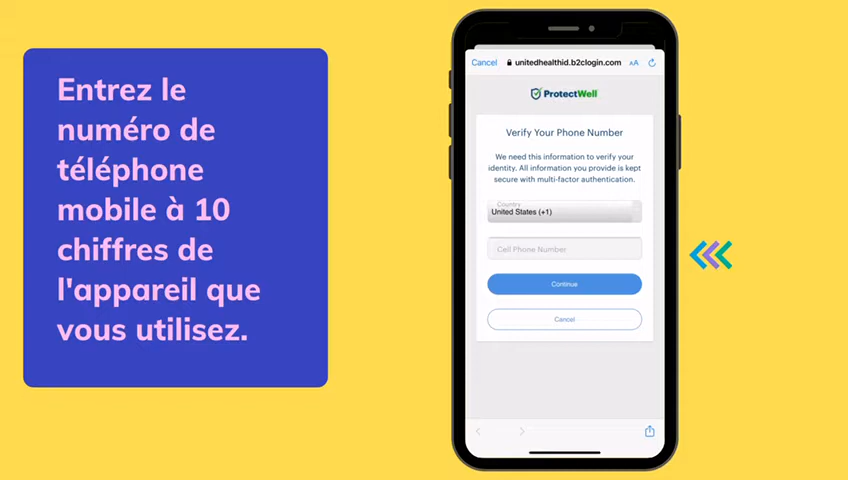 Entrez le
numéro de
téléphone
mobile à 10
chiffres de
l'appareil que
vous utilisez.
Cancel
unitedhealthid.b2clogin.com
AA
ProtectWell
Verify Your Phone Number
We need this information to verify your
identity. All information you provide is kept
secure with multi-factor authentication.
Country
United States (+1)
Cell Phone Number
Continue
Cancel